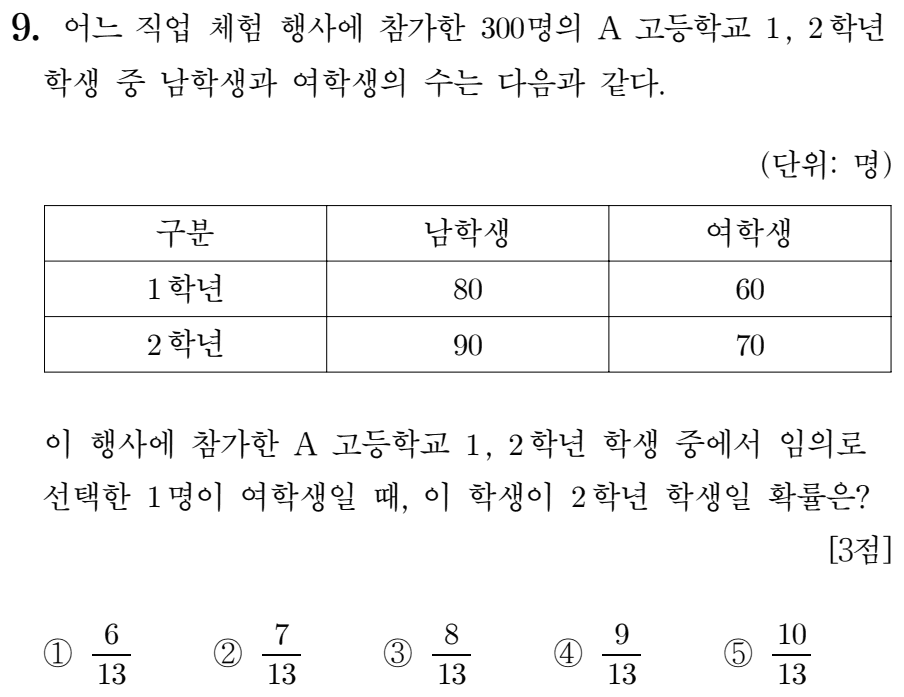 9. 어느 직업 체험 행사에 참가한 300명의 A 고등학교 1, 2학년
학생 중 남학생과 여학생의 수는 다음과 같다.
(단위: 명)
구분 남학생 여학생
1학년 80 60
2학년 90 70
이 행사에 참가한 A 고등학교 1, 2학년 학생 중에서 임의로
선택한 1명이 여학생일 때, 이 학생이 2학년 학생일 확률은?
[3점]
① 6/13 ② 7/13 ③ 8/13 ④ 9/13 ⑤ 10/13